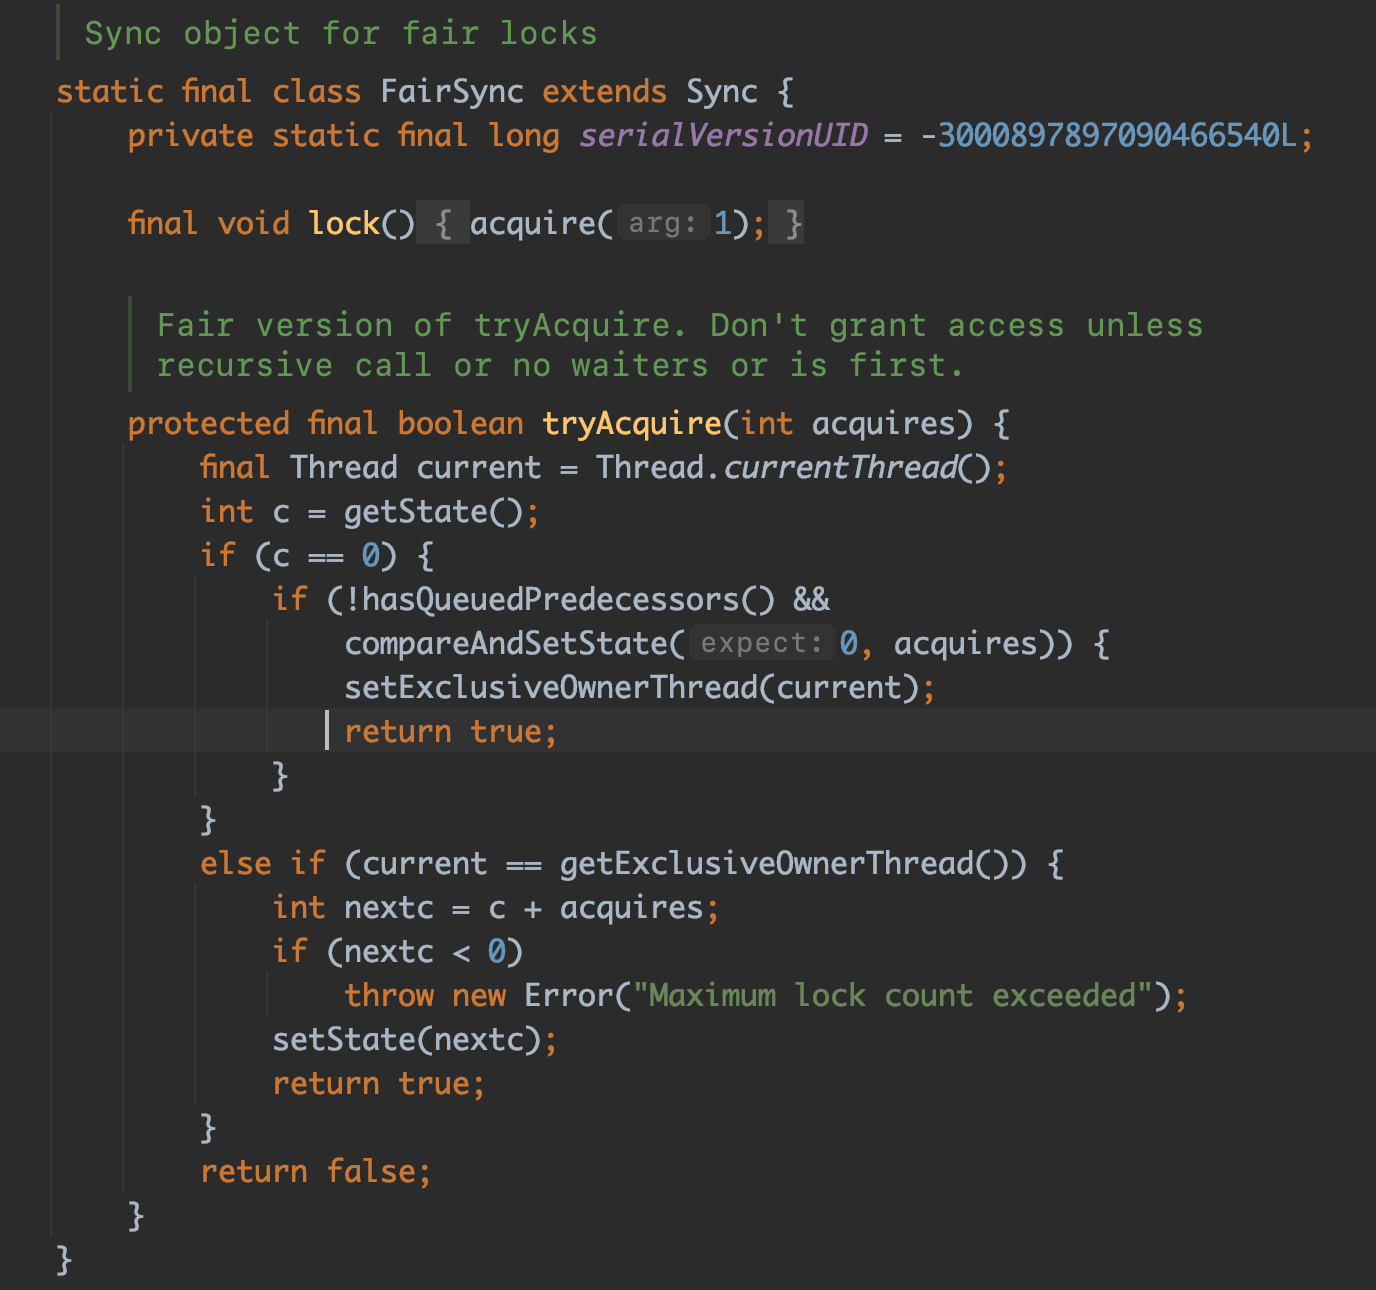 Sync object for fair locks
static final class FairSync extends Sync {
private static final long serialVersionUID = -3000897897090466540L;
final void lock() { acquire( arg: 1); }
Fair version of tryAcquire. Don't grant access unless
recursive call or no waiters or is first.
protected final boolean tryAcquire(int acquires) {
final Thread current = Thread.currentThread();
int c = getState();
if (c == 0) {
if (!hasQueuedPredecessors() &&
compareAndSetState( expect: 0, acquires)) {
setExclusiveOwnerThread(current);
return true;
}
}
else if (current == getExclusiveOwnerThread()) {
int nextc = c + acquires;
if (nextc < 0)
throw new Error("Maximum lock count exceeded");
setState(nextc);
return true;
}
return false;
}
}